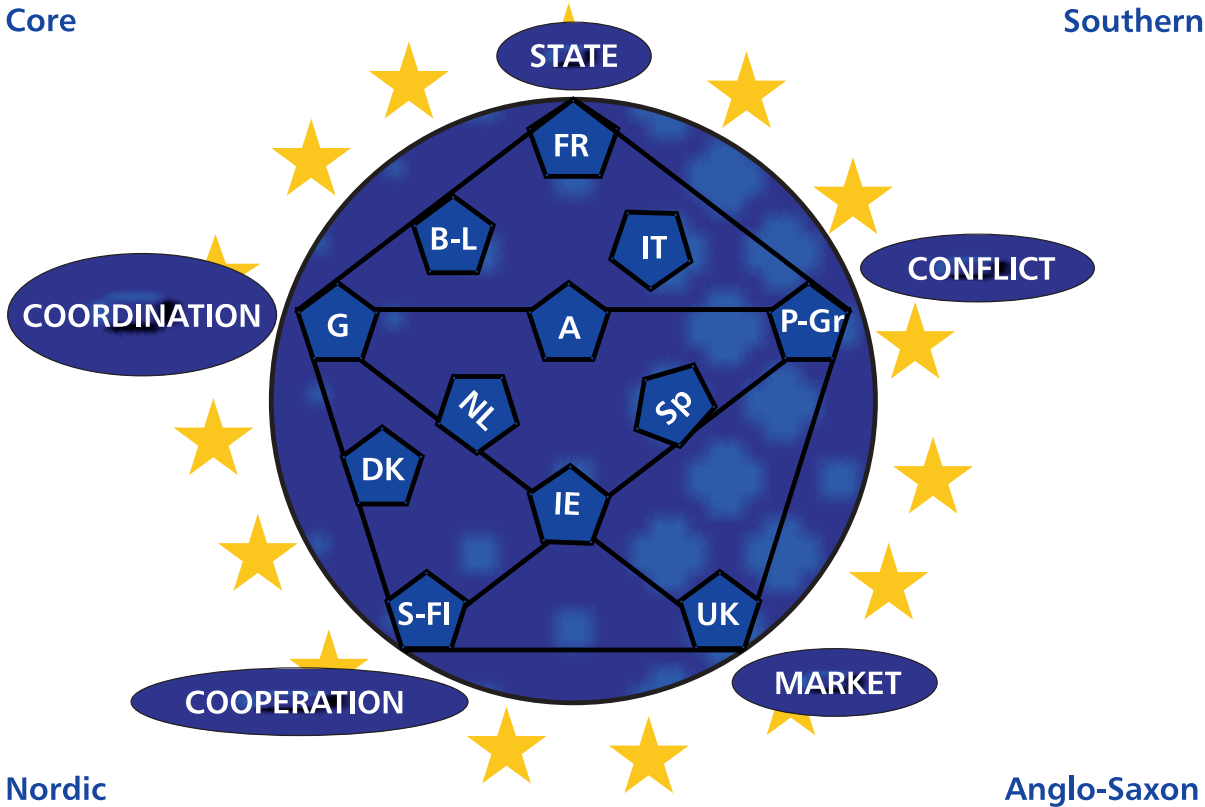 Core
Southern
STATE
FR
B-L
IT
CONFLICT
COORDINATION
G
A
P-Gr
NL
Sp
DK
IE
S-FI
UK
COOPERATION
MARKET
Nordic
Anglo-Saxon